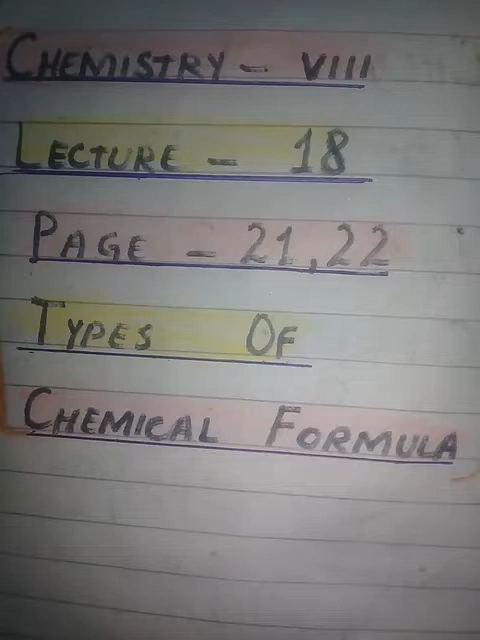 CHEMISTRY - VIII
LECTURE - 18
PAGE - 21,22
TYPES OF
CHEMICAL FORMULA